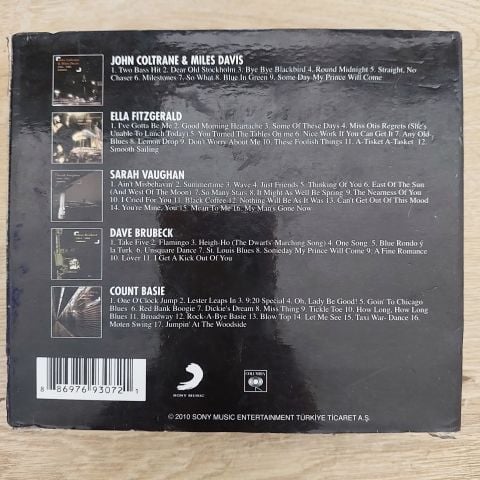 JOHN COLTRANE & MILES DAVIS
1. Two Bass Hit 2. Dear Old Stockholm 3. Bye Bye Blackbird 4. Round Midnight 5. Straight, No
Chaser 6. Milestones 7. So What 8. Blue In Green 9. Some Day My Prince Will Come
ELLA FITZGERALD
1. I've Gotta Be Me 2. Good Morning Heartache 3. Some Of These Days 4. Miss Otis Regrets (She's
Unable To Lunch Today) 5. You Turned The Tables On me 6. Nice Work If You Can Get It 7. Any Old
Blues 8. Lemon Drop 9. Don't Worry About Me 10. These Foolish Things 11. A-Tisket A-Tasket 12.
Smooth Sailing
SARAH VAUGHAN
1. Ain't Misbehavin 2. Summertime 3. Wave 4. Just Friends 5. Thinking Of You 6. East Of The Sun
(And West Of The Moon) 7. So Many Stars 8. It Might As Well Be Spring 9. The Nearness Of You
10. I Cried For You 11. Black Coffee 12. Nothing Will Be As It Was 13. Can't Get Out Of This Mood
14. You're Mine, You 15. Mean To Me 16. My Man's Gone Now
DAVE BRUBECK
1. Take Five 2. Flamingo 3. Heigh-Ho (The Dwarfs' Marching Song) 4. One Song 5. Blue Rondo ý
la Turk 6. Unsquare Dance 7. St. Louis Blues 8. Someday My Prince Will Come 9. A Fine Romance
10. Lover 11. I Get A Kick Out Of You
COUNT BASIE
1. One O'Clock Jump 2. Lester Leaps In 3. 9:20 Special 4. Oh, Lady Be Good! 5. Goin' To Chicago
Blues 6. Red Bank Boogie 7. Dickie's Dream 8. Miss Thing 9. Tickle Toe 10. How Long, How Long
Blues 11. Broadway 12. Rock-A-Bye Basie 13. Blow Top 14. Let Me See 15. Taxi War- Dance 16.
Moten Swing 17. Jumpin' At The Woodside
8 86976 93072 1
SONY MUSIC
COLUMBIA
© 2010 SONY MUSIC ENTERTAINMENT TÜRKİYE TİCARET A.Ş.